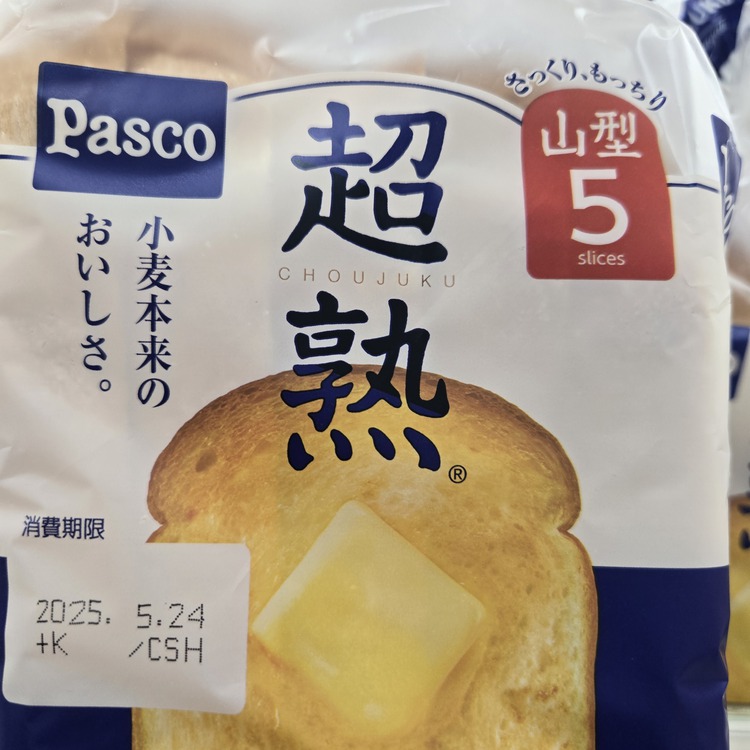 Pasco
超熟
CHOUJUKU
®
さっくり、もっちり
山型
5
slices
小麦本来の
おいしさ。
消費期限
2025. 5.24
+K /CSH